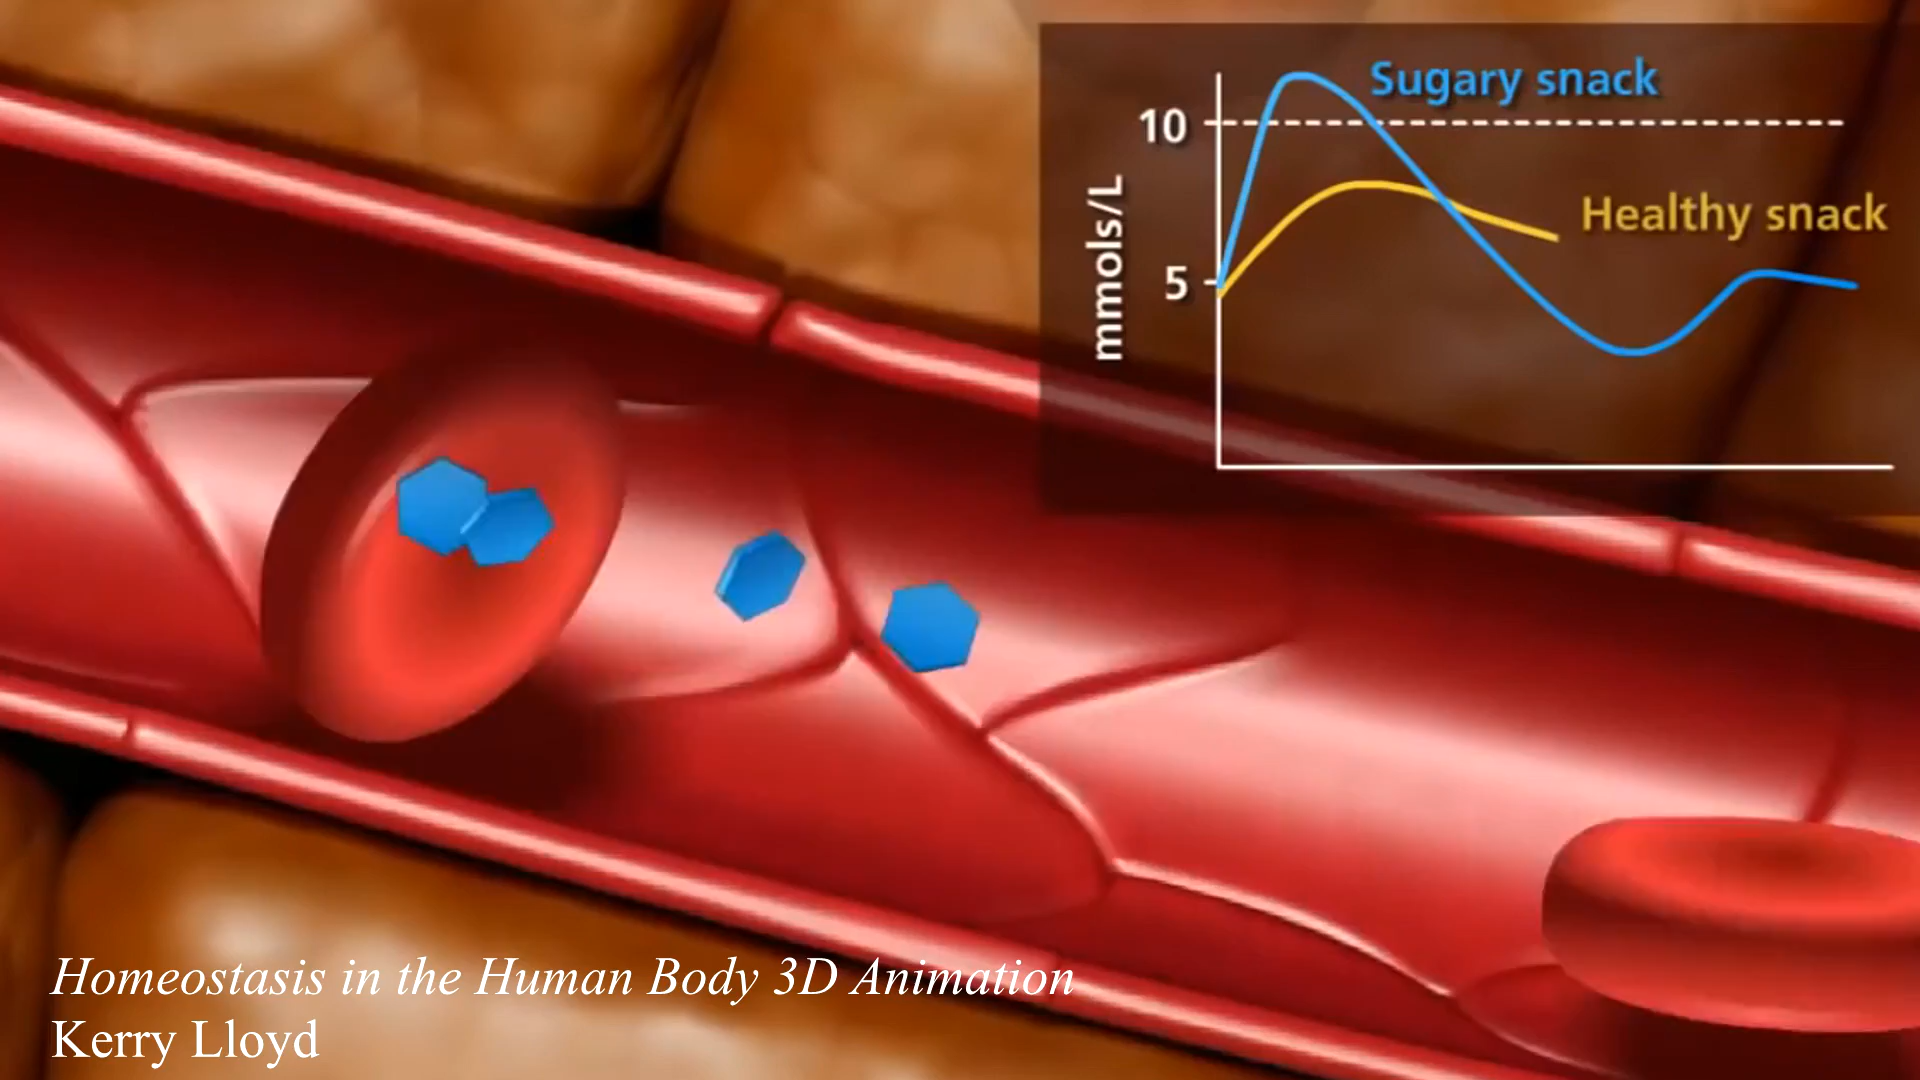 Sugary snack
10
Healthy snack
mmols/L
5
Homeostasis in the Human Body 3D Animation
Kerry Lloyd